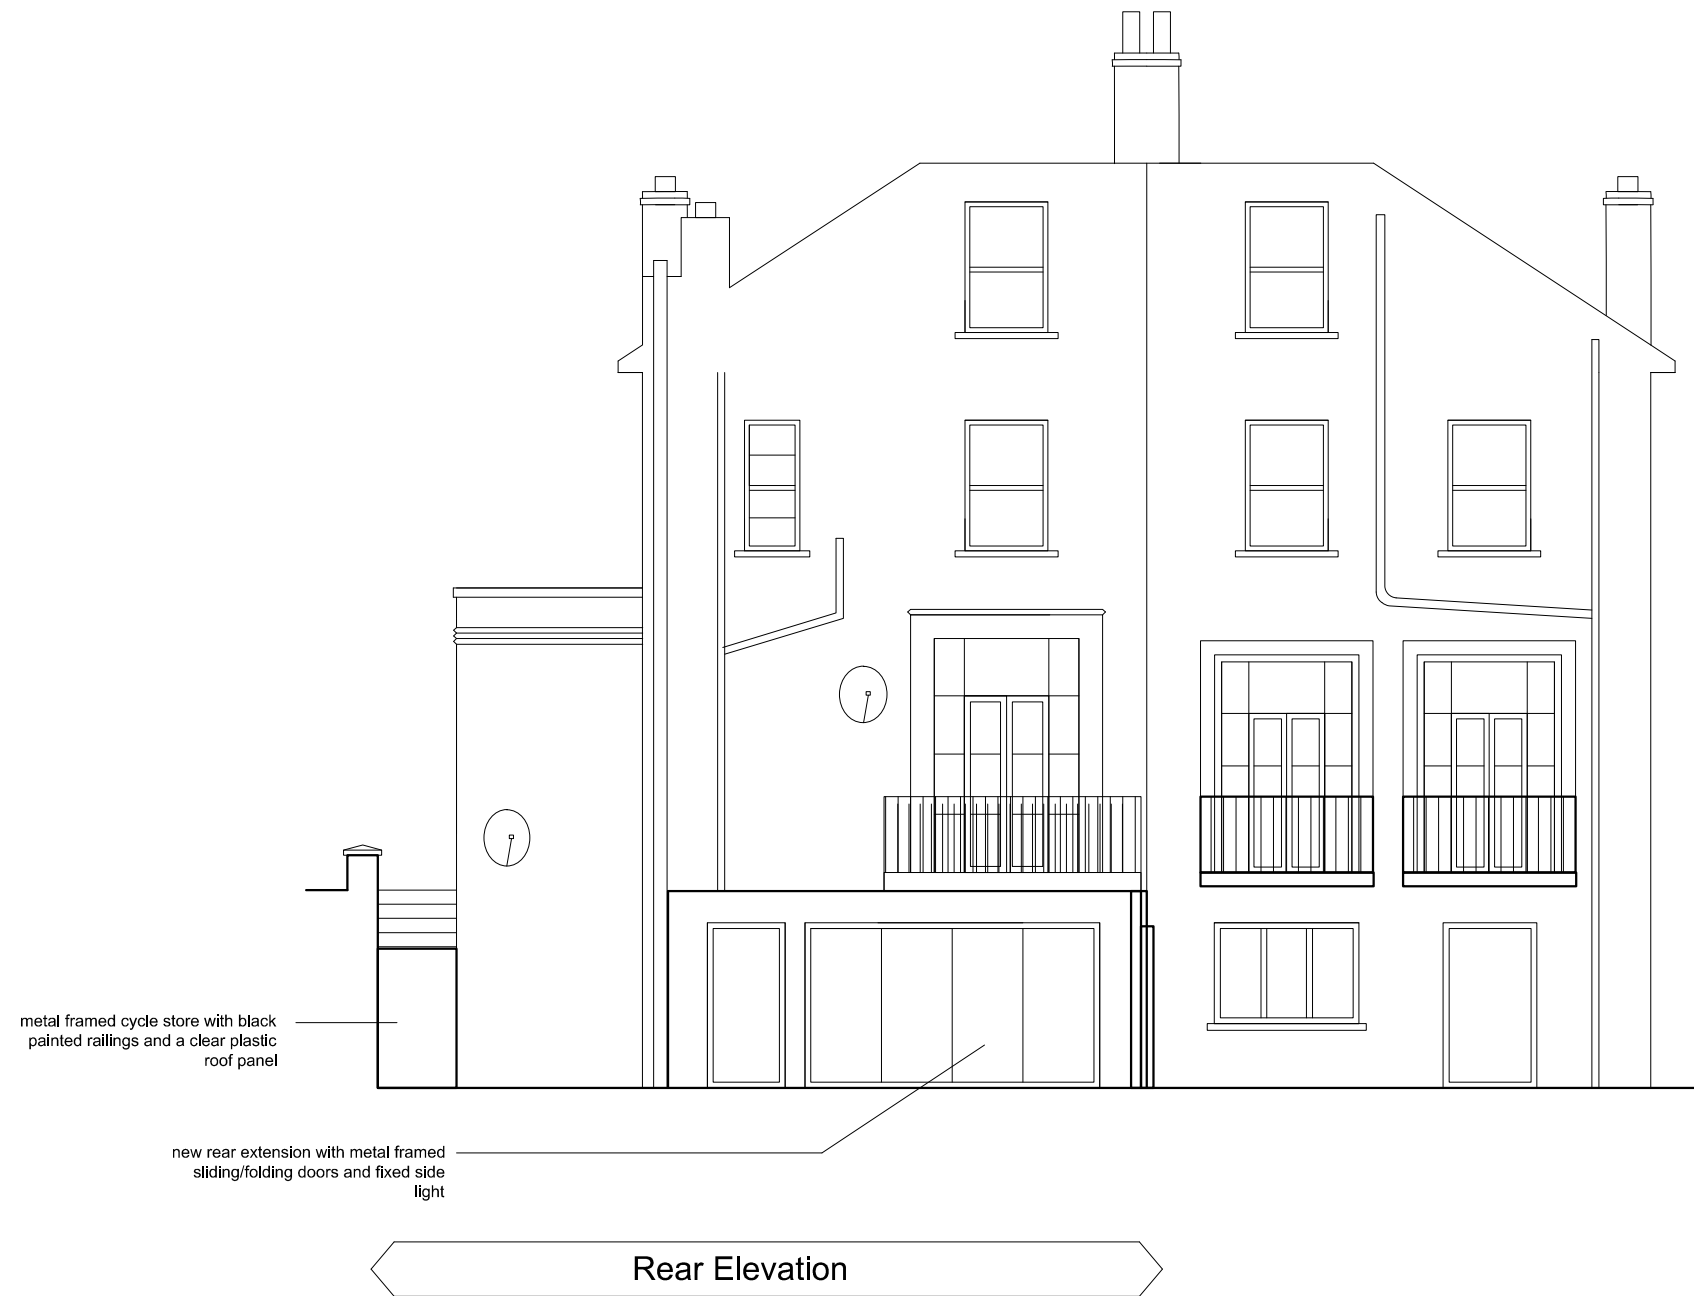 metal framed cycle store with black
painted railings and a clear plastic
roof panel
new rear extension with metal framed
sliding/folding doors and fixed side
light
Rear Elevation